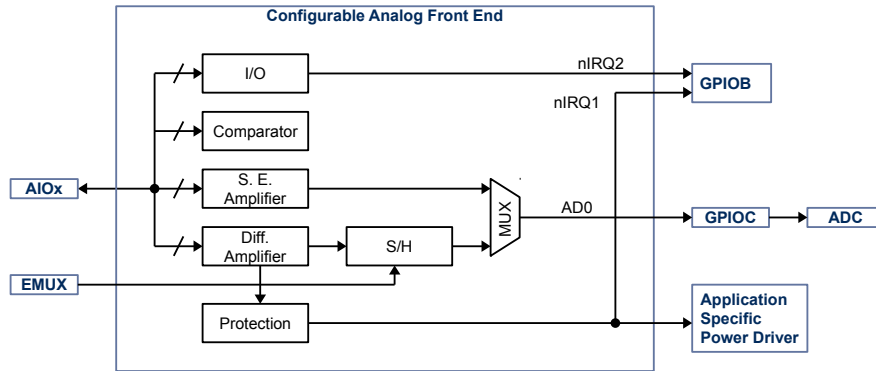 Configurable Analog Front End
I/O
nIRQ2
GPIOB
nIRQ1
Comparator
AIOx
S. E.
Amplifier
MUX
AD0
GPIOC
ADC
Diff.
Amplifier
S/H
EMUX
Protection
Application
Specific
Power Driver